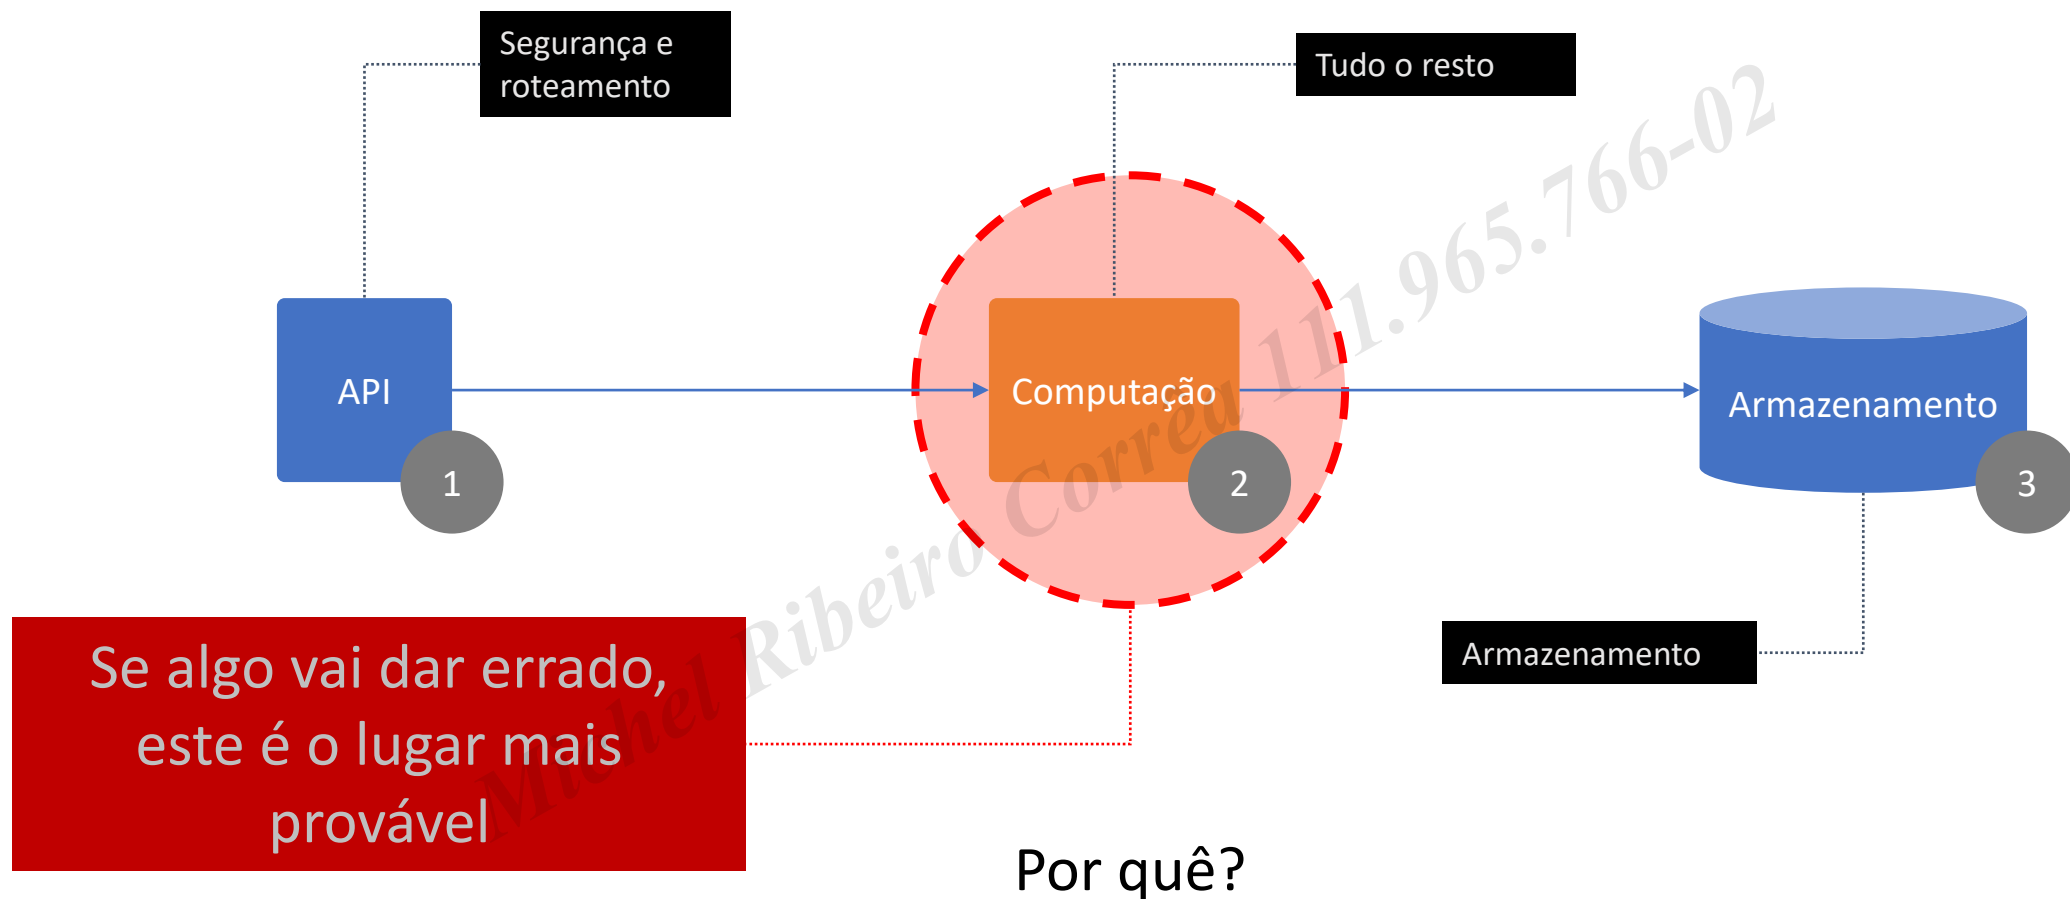 Segurança e
roteamento
Tudo o resto
API
1
Computação
2
Armazenamento
3
Armazenamento
Se algo vai dar errado,
este é o lugar mais
provável
Por quê?
Michel Ribeiro Corrêa 111.965.766-02